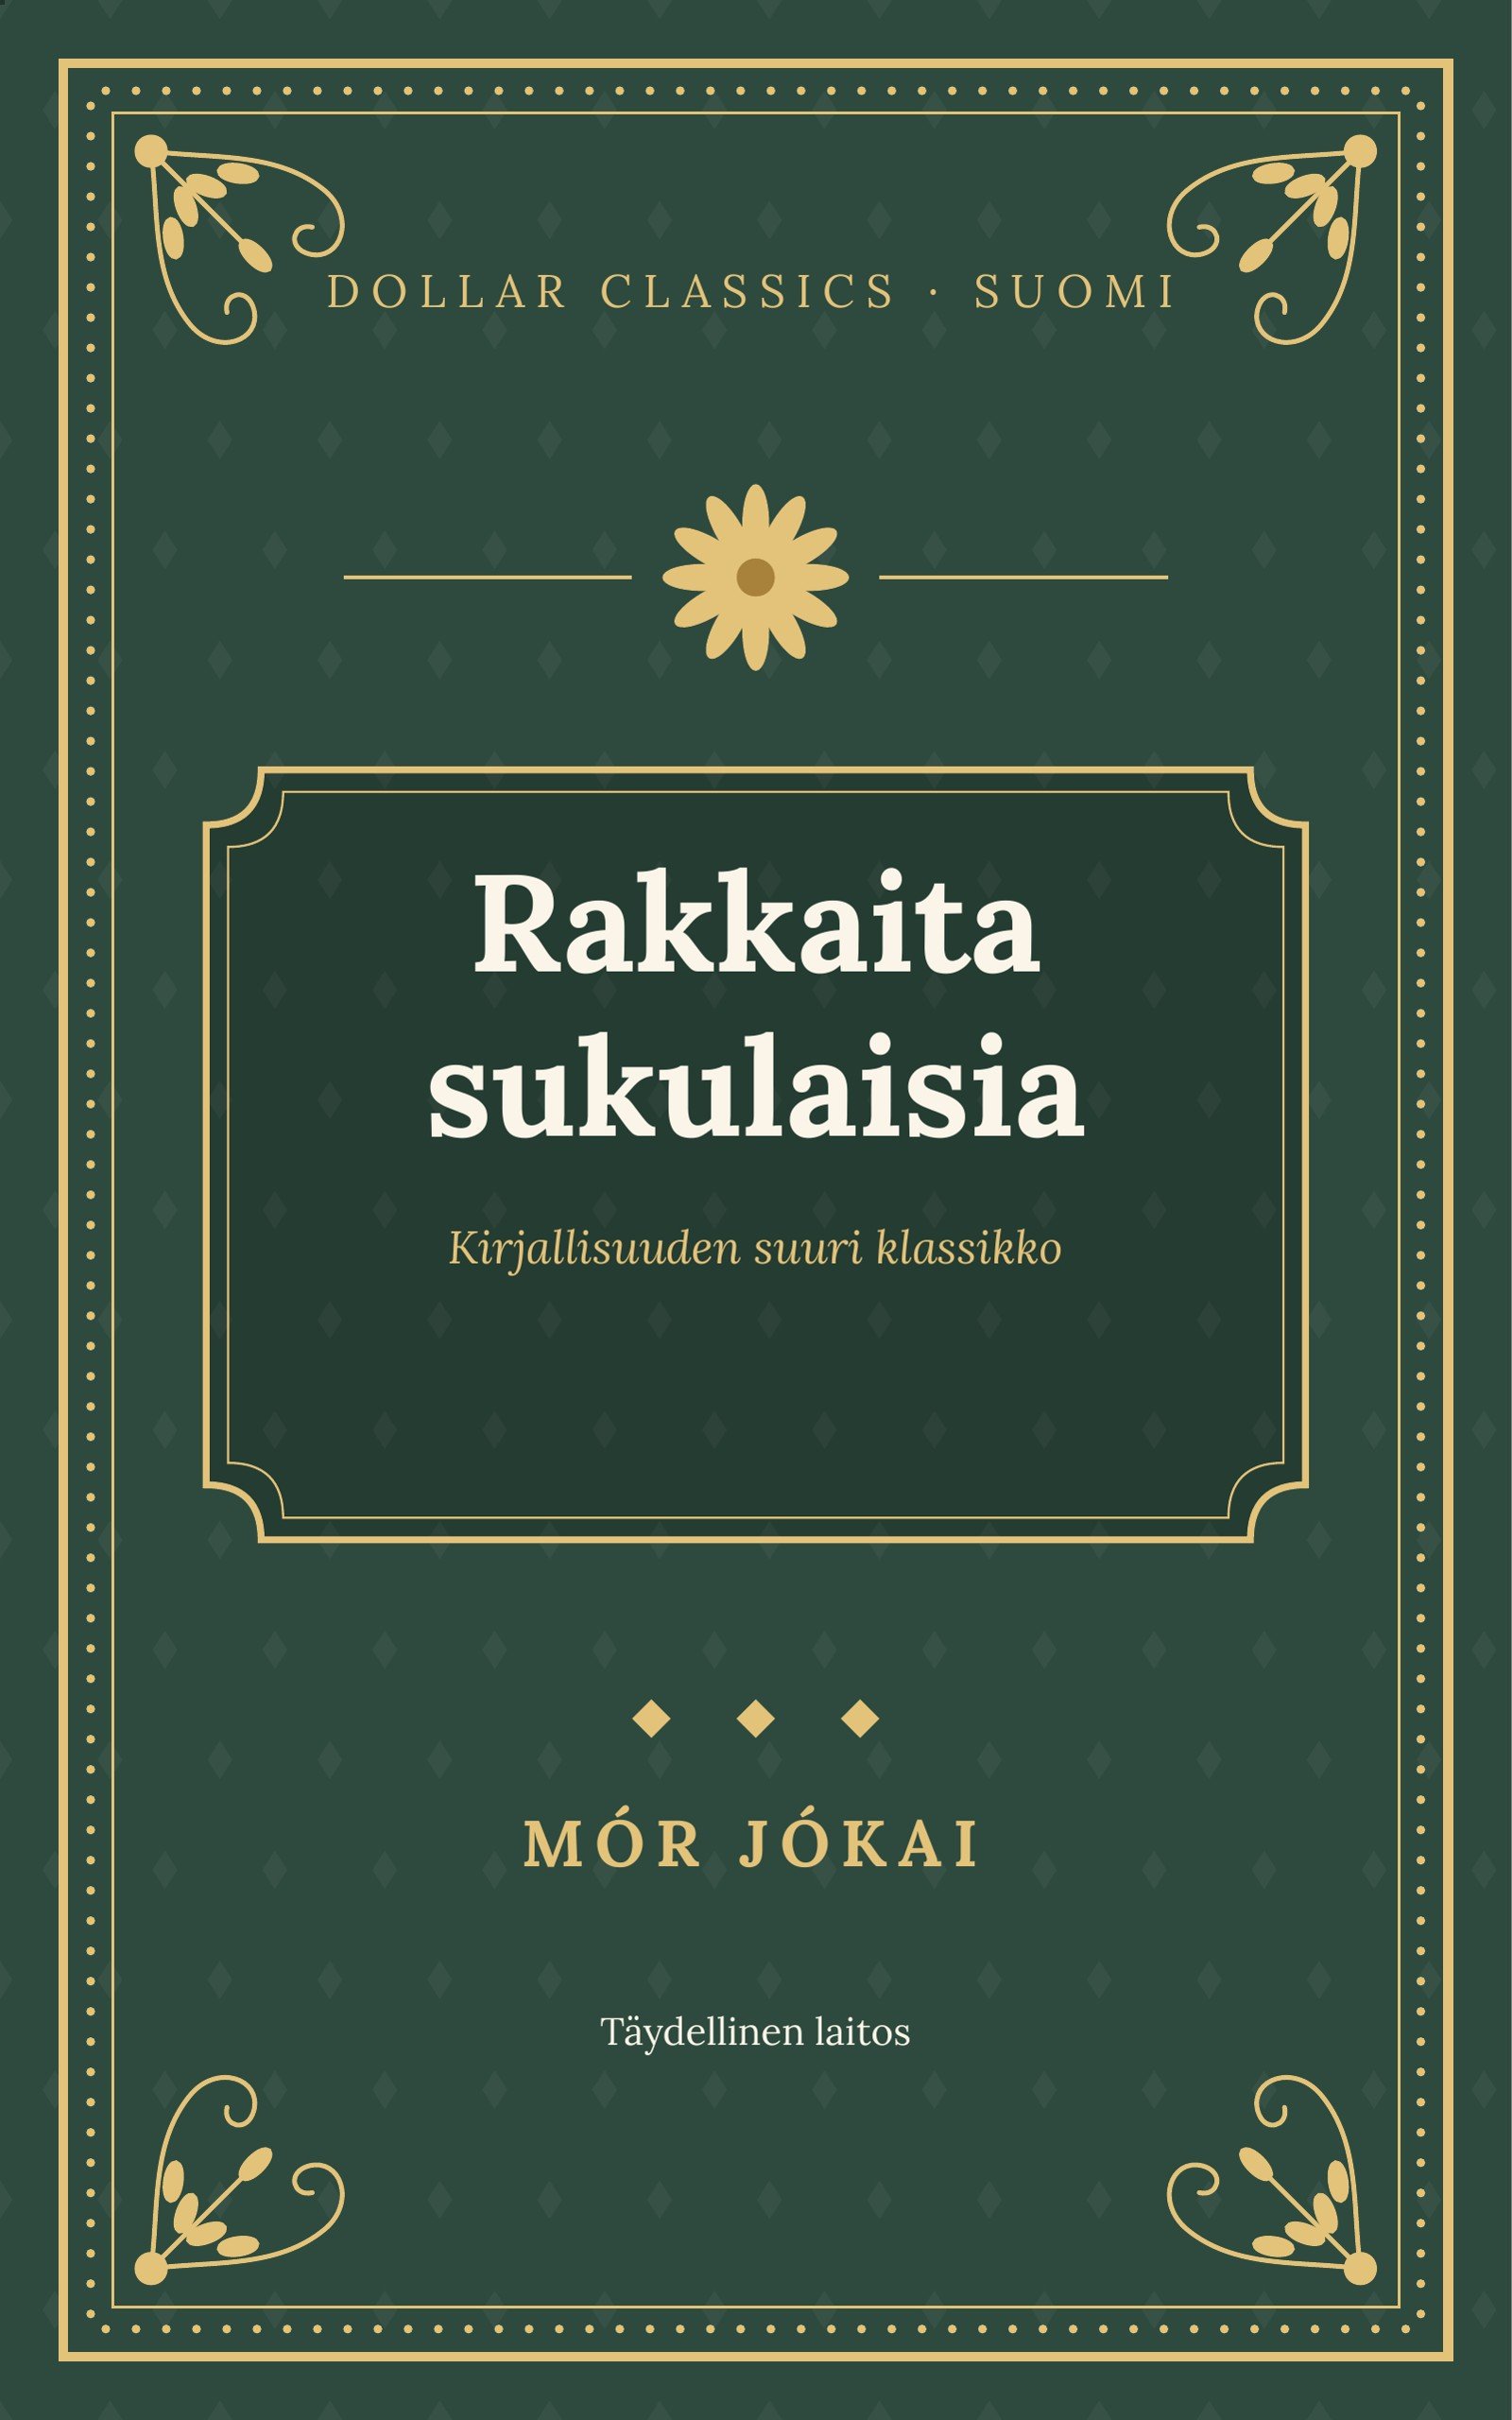 DOLLAR CLASSICS · SUOMI
Rakkaita
sukulaisia
Kirjallisuuden suuri klassikko
MÓR JÓKAI
Täydellinen laitos